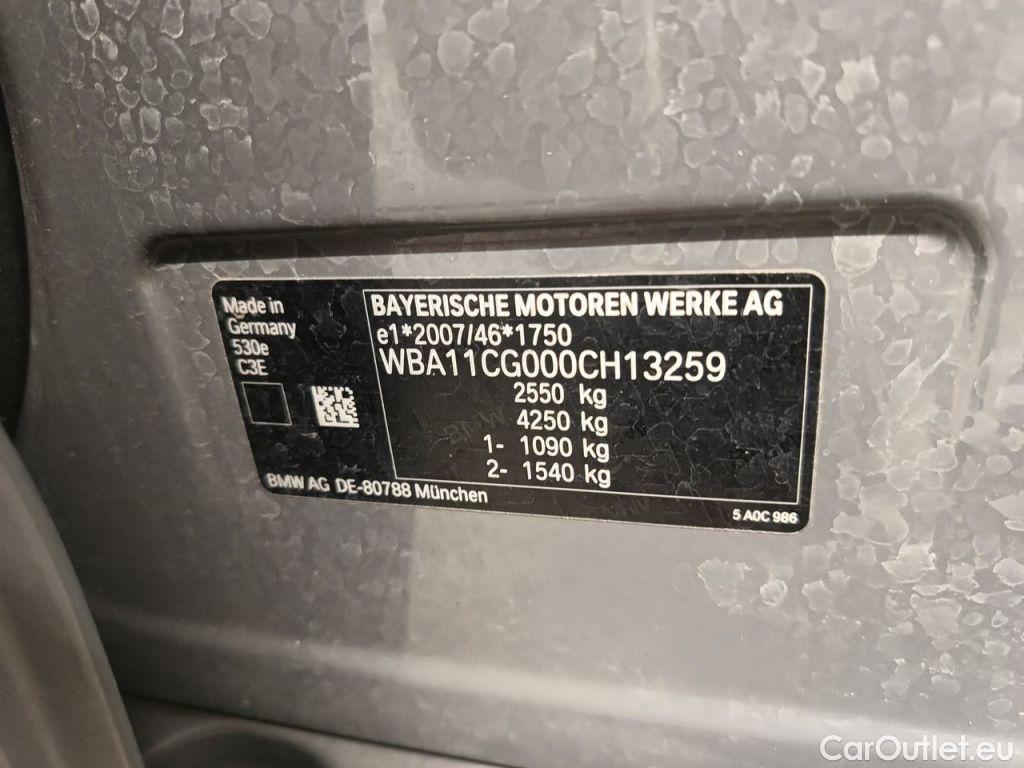 Made in
Germany
530e
C3E
BAYERISCHE MOTOREN WERKE AG
e1*2007/46*1750
WBA11CG000CH13259
2550 kg
4250 kg
1- 1090 kg
2- 1540 kg
BMW AG DE-80788 München
5 A0C 986
CarOutlet.eu